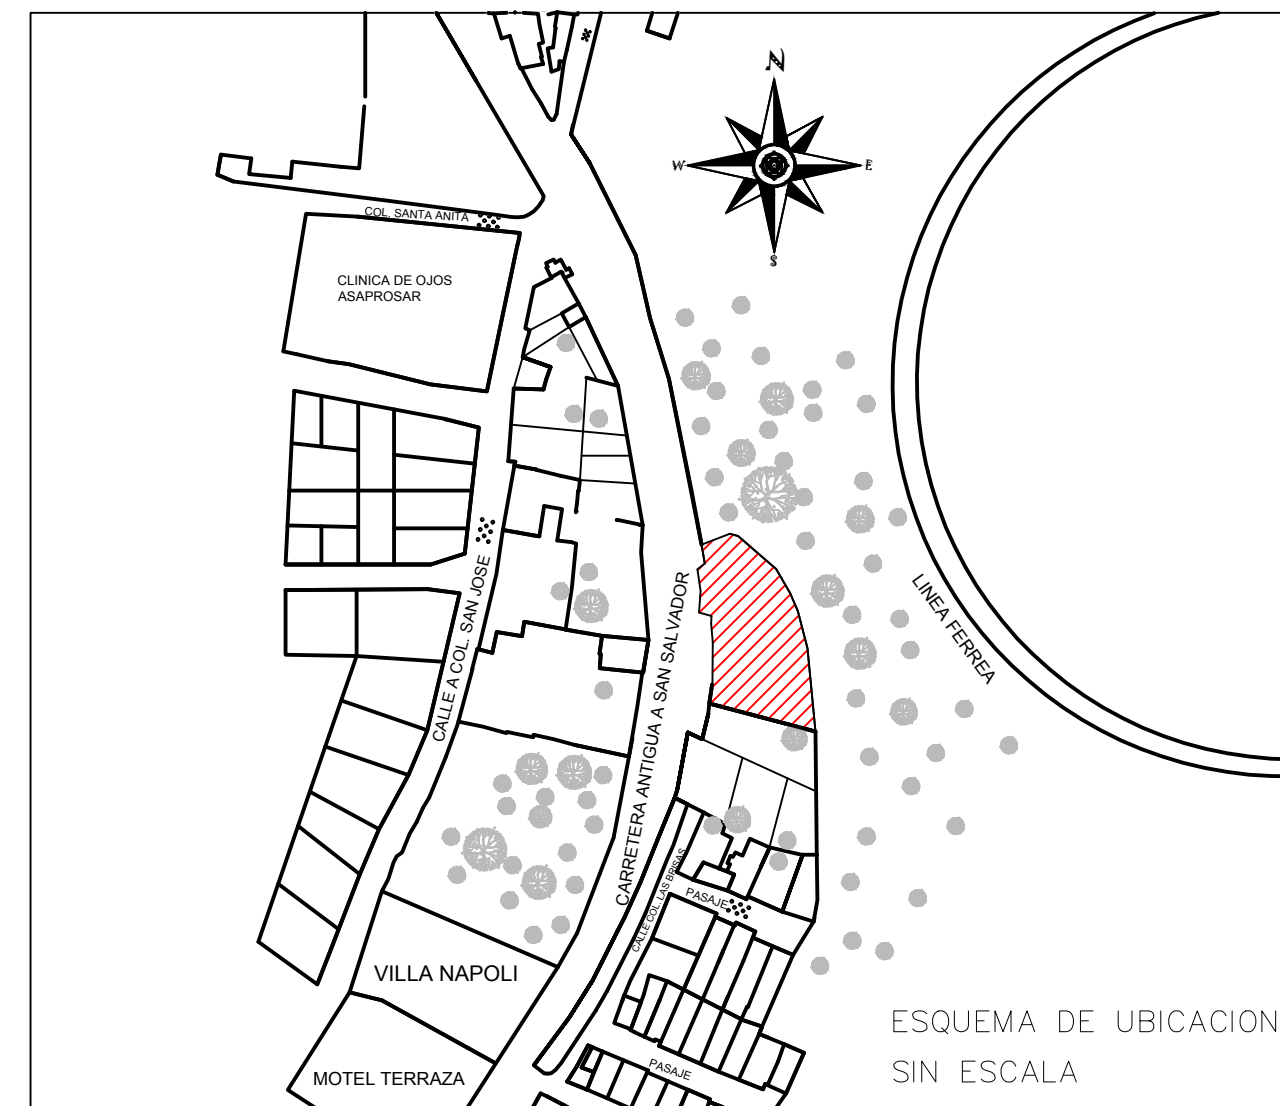 N
W
E
S
COL. SANTA ANITA
CLINICA DE OJOS
ASAPROSAR
CALLE A COL. SAN JOSE
CARRETERA ANTIGUA A SAN SALVADOR
LINEA FERREA
CALLE COL. LAS BRISAS
PASAJE
VILLA NAPOLI
ESQUEMA DE UBICACION
SIN ESCALA
PASAJE
MOTEL TERRAZA